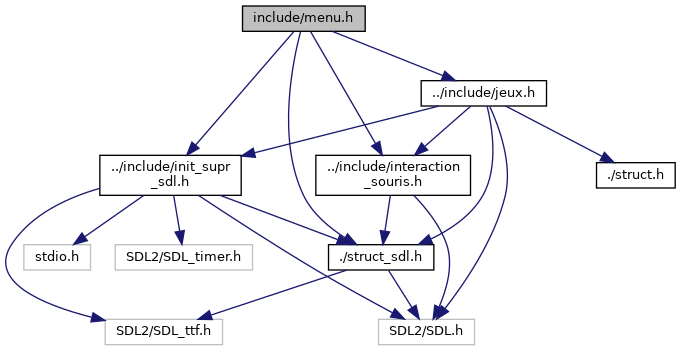 include/menu.h
../include/jeux.h
../include/init_supr
_sdl.h
../include/interaction
_souris.h
./struct.h
stdio.h
SDL2/SDL_timer.h
./struct_sdl.h
SDL2/SDL_ttf.h
SDL2/SDL.h